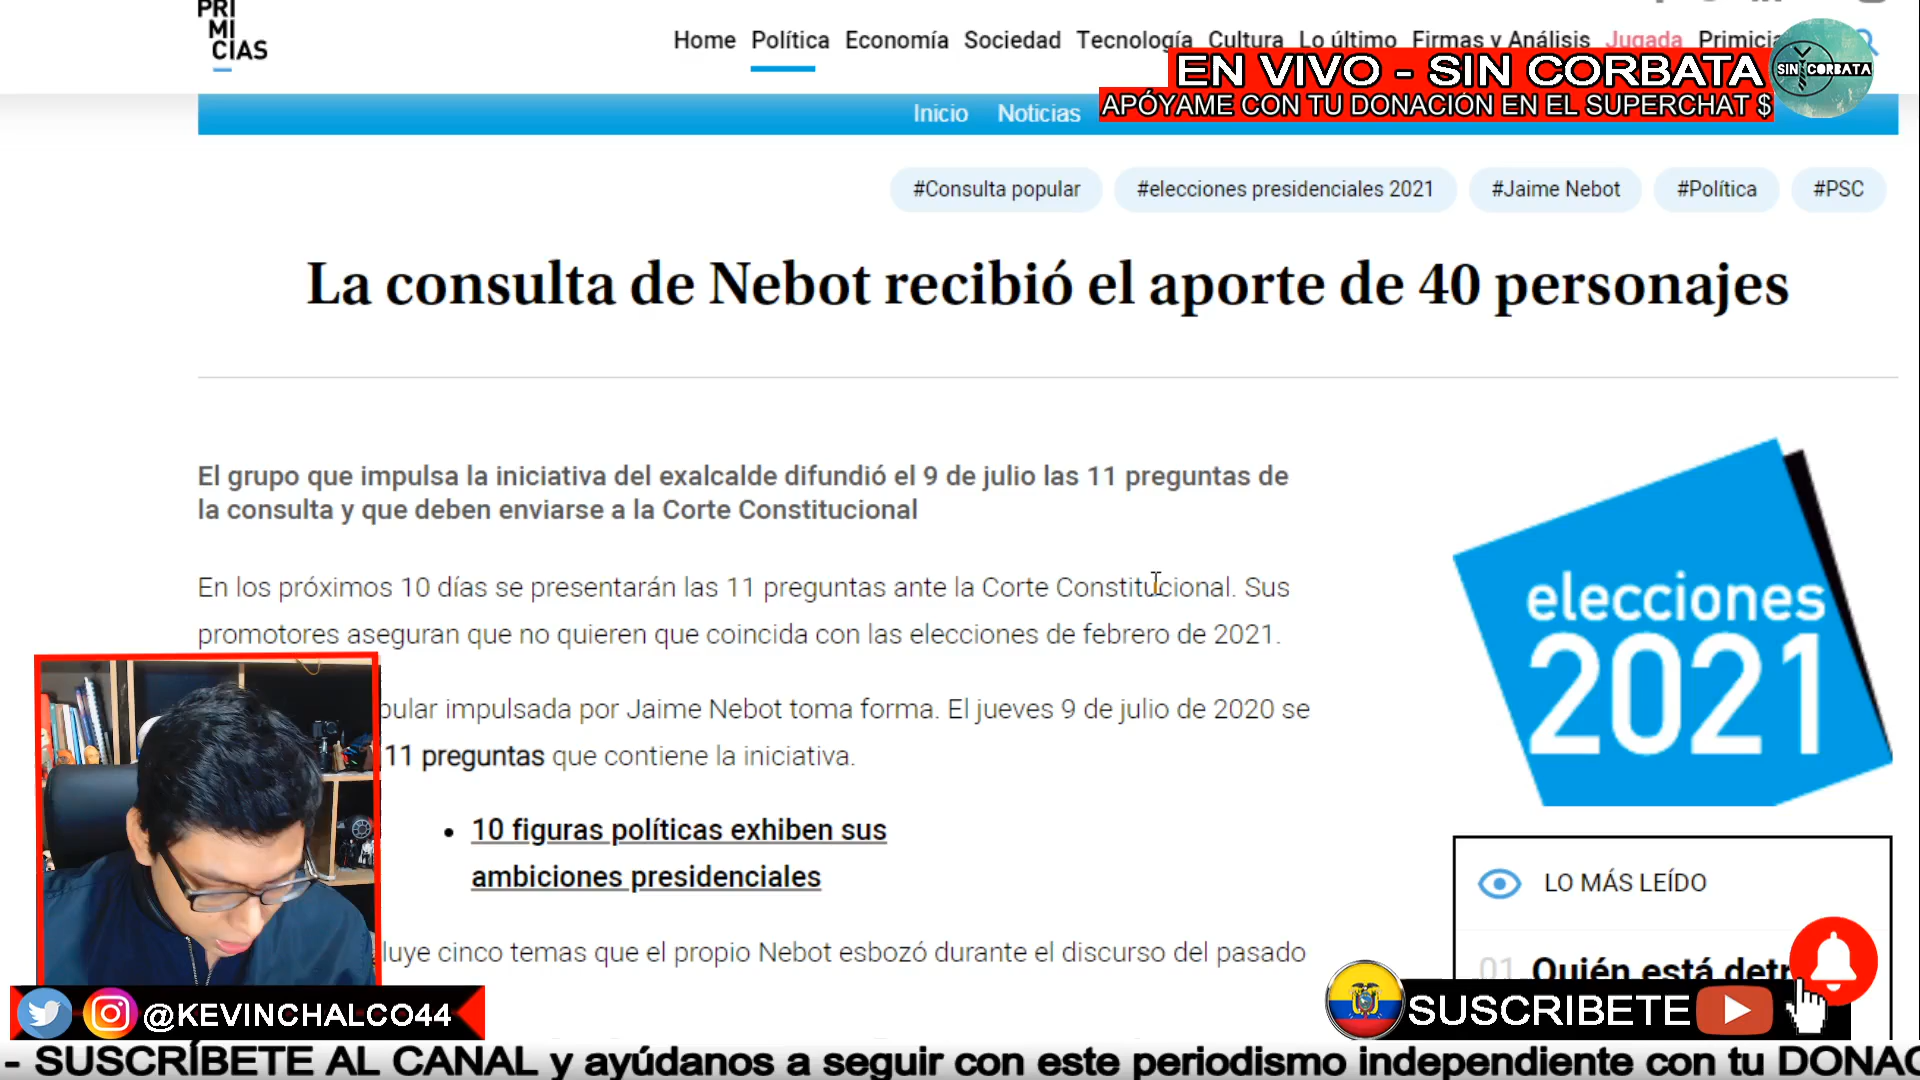 PRI
MI
CIAS
Home Política Economía Sociedad Tecnología Cultura Lo último Firmas y Análisis Jugada
EN VIVO - SIN CORBATA
SIN CORBATA
APÓYAME CON TU DONACIÓN EN EL SUPERCHAT $
Inicio Noticias
#Consulta popular #elecciones presidenciales 2021 #Jaime Nebot #Política #PSC
La consulta de Nebot recibió el aporte de 40 personajes
El grupo que impulsa la iniciativa del exalcalde difundió el 9 de julio las 11 preguntas de
la consulta y que deben enviarse a la Corte Constitucional
En los próximos 10 días se presentarán las 11 preguntas ante la Corte Constitucional. Sus
promotores aseguran que no quieren que coincida con las elecciones de febrero de 2021.
pular impulsada por Jaime Nebot toma forma. El jueves 9 de julio de 2020 se
11 preguntas que contiene la iniciativa.
• 10 figuras políticas exhiben sus
ambiciones presidenciales
luye cinco temas que el propio Nebot esbozó durante el discurso del pasado
elecciones
2021
LO MÁS LEÍDO
01 Quién está detr
@KEVINCHALCO44
SUSCRIBETE
- SUSCRÍBETE AL CANAL y ayúdanos a seguir con este periodismo independiente con tu DONAC